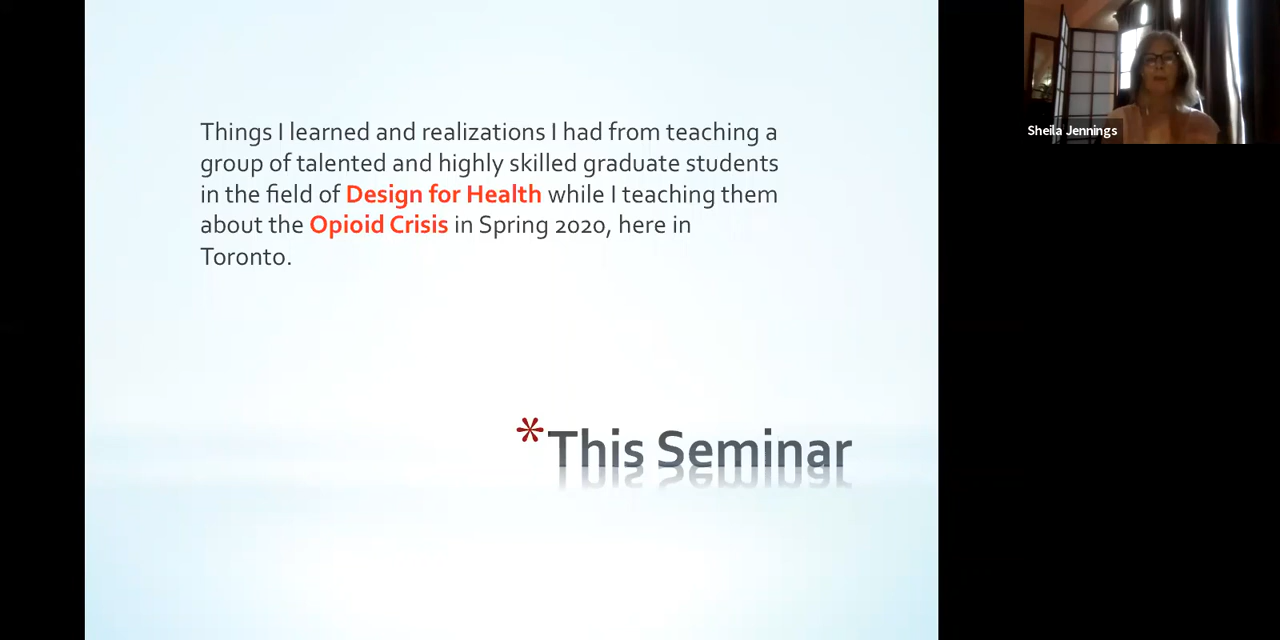 Things I learned and realizations I had from teaching a
group of talented and highly skilled graduate students
in the field of Design for Health while I teaching them
about the Opioid Crisis in Spring 2020, here in
Toronto.
*This Seminar
Sheila Jennings